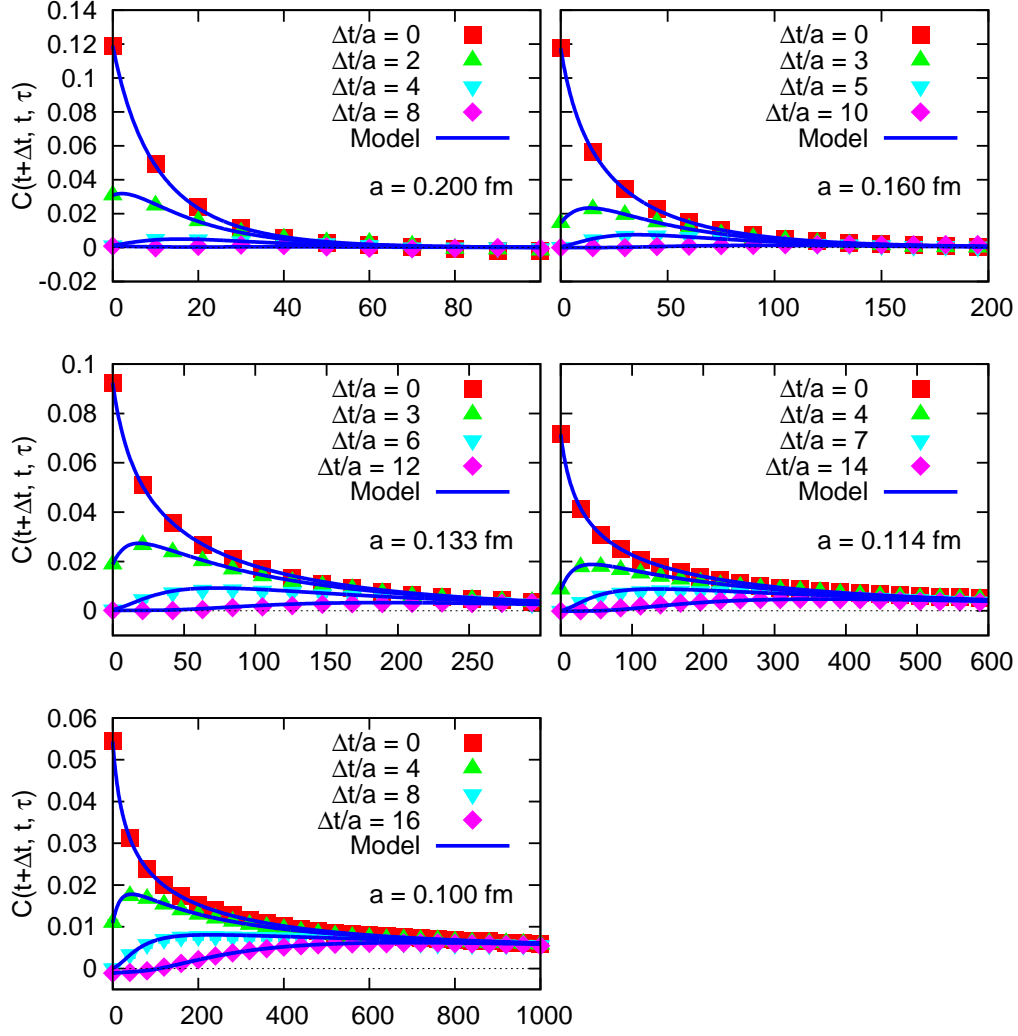 C(t+Δt, t, τ)
0.14
0.12
0.1
0.08
0.06
0.04
0.02
0
-0.02
Δt/a = 0
Δt/a = 2
Δt/a = 4
Δt/a = 8
Model
a = 0.200 fm
0 20 40 60 80
Δt/a = 0
Δt/a = 3
Δt/a = 5
Δt/a = 10
Model
a = 0.160 fm
0 50 100 150 200
C(t+Δt, t, τ)
0.1
0.08
0.06
0.04
0.02
0
Δt/a = 0
Δt/a = 3
Δt/a = 6
Δt/a = 12
Model
a = 0.133 fm
0 50 100 150 200 250
Δt/a = 0
Δt/a = 4
Δt/a = 7
Δt/a = 14
Model
a = 0.114 fm
0 100 200 300 400 500 600
C(t+Δt, t, τ)
0.06
0.05
0.04
0.03
0.02
0.01
0
Δt/a = 0
Δt/a = 4
Δt/a = 8
Δt/a = 16
Model
a = 0.100 fm
0 200 400 600 800 1000